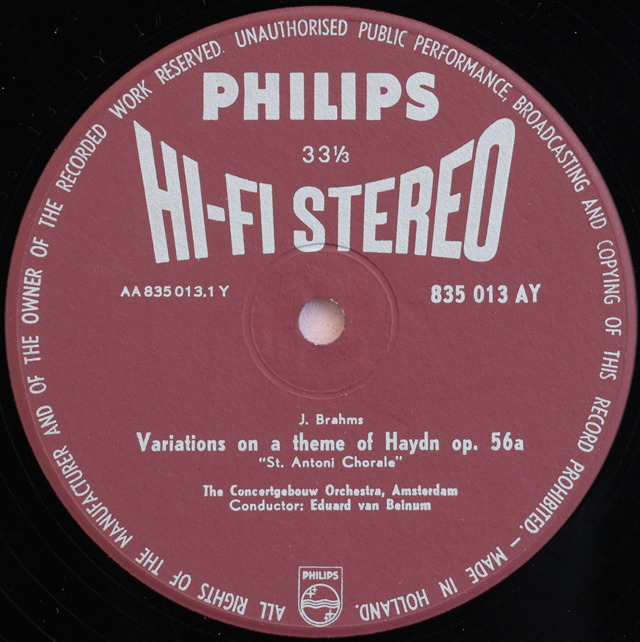 PHILIPS
33⅓
HI-FI STEREO
AA 835 013.1 Y
835 013 AY
J. Brahms
Variations on a theme of Haydn op. 56a
"St. Antoni Chorale"
The Concertgebouw Orchestra, Amsterdam
Conductor: Eduard van Beinum
PHILIPS
ALL RIGHTS OF THE MANUFACTURER AND OF THE OWNER OF THE RECORDED WORK RESERVED. UNAUTHORISED PUBLIC PERFORMANCE, BROADCASTING AND COPYING OF THIS RECORD PROHIBITED. – MADE IN HOLLAND.